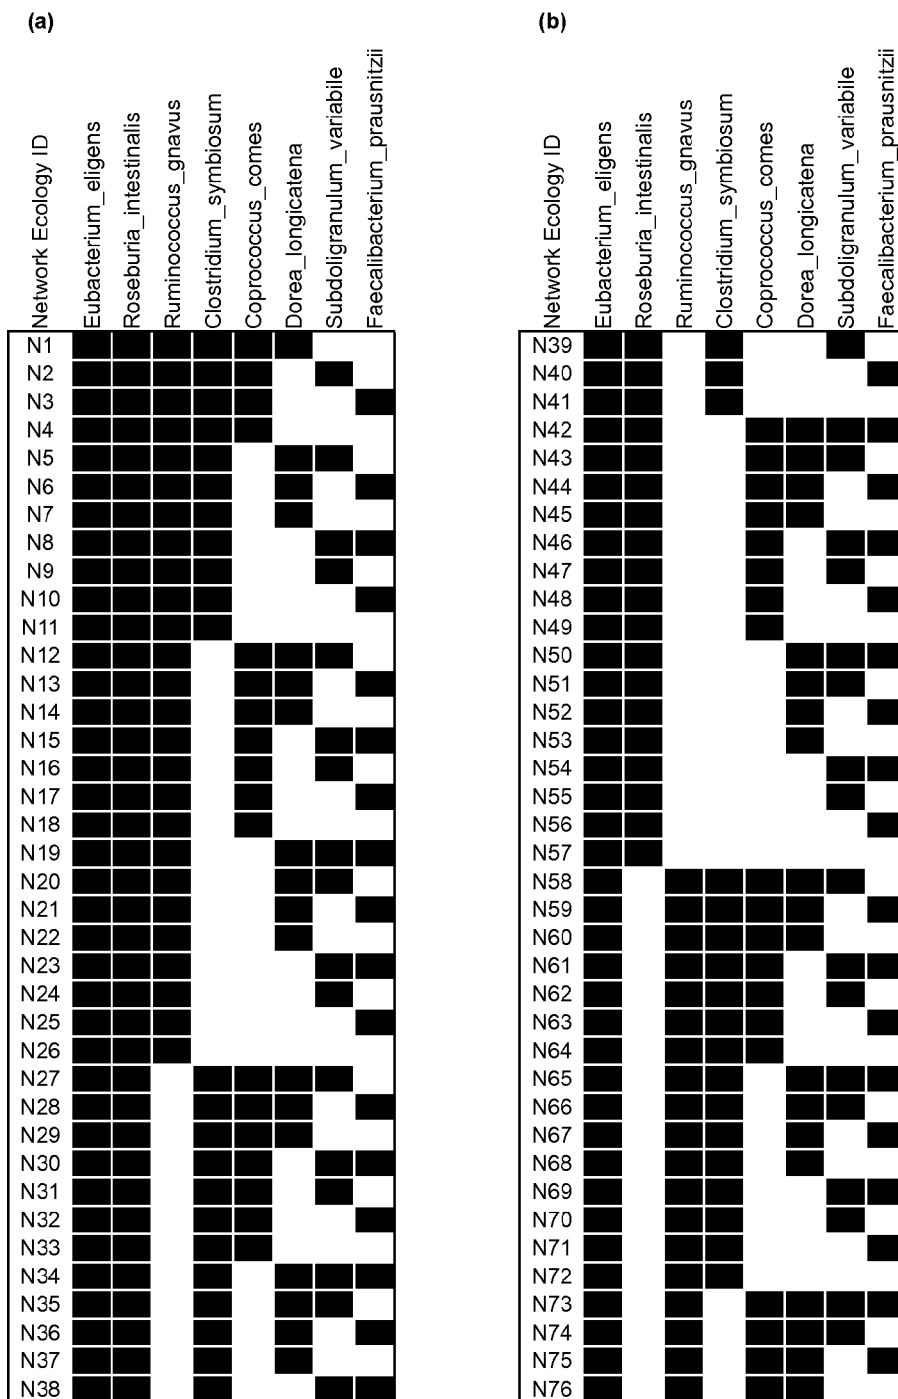 (a)
Network Ecology ID
Eubacterium_eligens
Roseburia_intestinalis
Ruminococcus_gnavus
Clostridium_symbiosum
Coprococcus_comes
Dorea_longicatena
Subdoligranulum_variabile
Faecalibacterium_prausnitzii
N1
N2
N3
N4
N5
N6
N7
N8
N9
N10
N11
N12
N13
N14
N15
N16
N17
N18
N19
N20
N21
N22
N23
N24
N25
N26
N27
N28
N29
N30
N31
N32
N33
N34
N35
N36
N37
N38
(b)
Network Ecology ID
Eubacterium_eligens
Roseburia_intestinalis
Ruminococcus_gnavus
Clostridium_symbiosum
Coprococcus_comes
Dorea_longicatena
Subdoligranulum_variabile
Faecalibacterium_prausnitzii
N39
N40
N41
N42
N43
N44
N45
N46
N47
N48
N49
N50
N51
N52
N53
N54
N55
N56
N57
N58
N59
N60
N61
N62
N63
N64
N65
N66
N67
N68
N69
N70
N71
N72
N73
N74
N75
N76